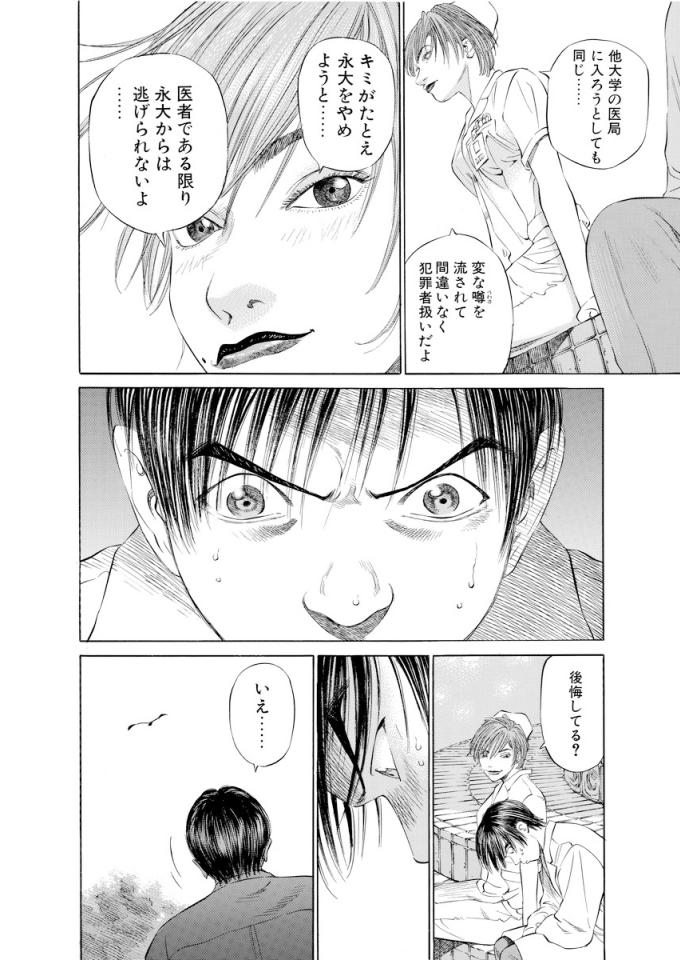 他大学の医局
に入ろうとしても
同じ……
変な噂を
うわさ
流されて
間違いなく
犯罪者扱いだよ
キミがたとえ
永大をやめ
ようと……
医者である限り
永大からは
逃げられないよ
……
後悔してる?
いえ……